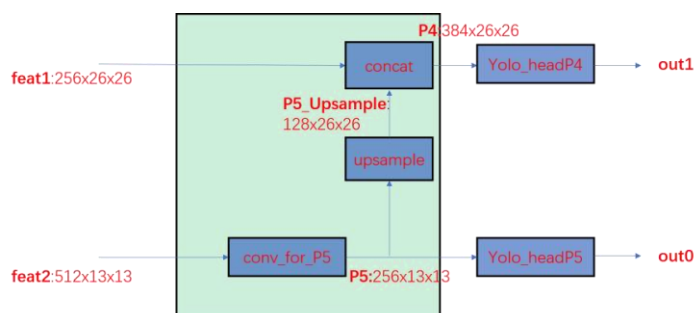 P4:384x26x26
concat
Yolo_headP4
out1
feat1:256x26x26
P5_Upsample:
128x26x26
upsample
conv_for_P5
Yolo_headP5
out0
feat2:512x13x13
P5:256x13x13